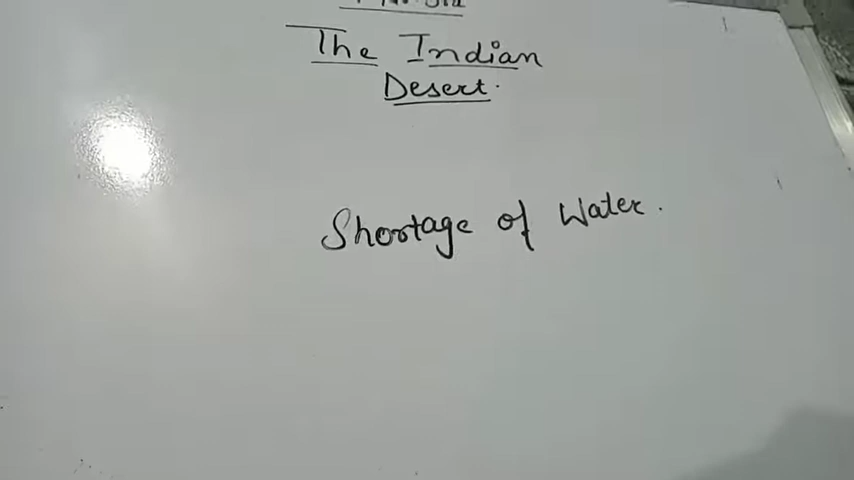 The Indian
Desert.
Shortage of Water.